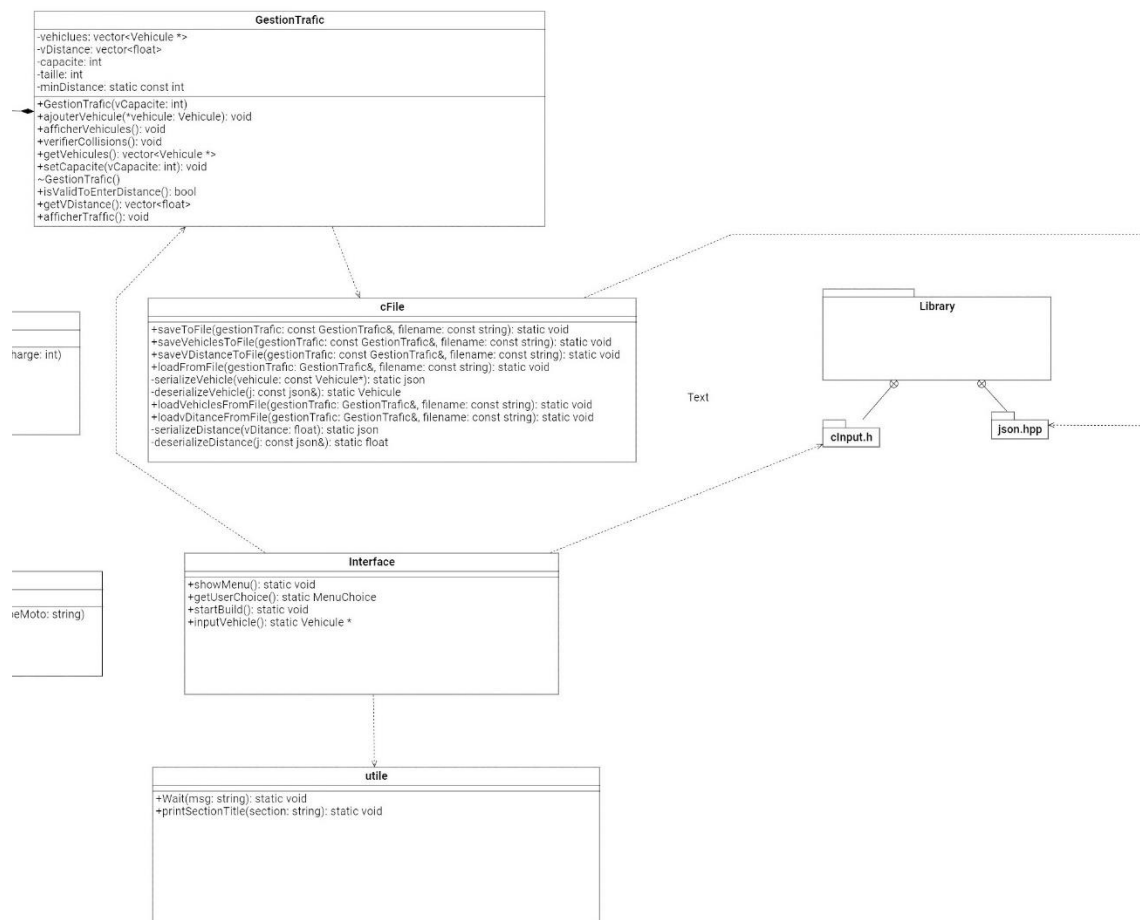 GestionTrafic
-vehiclues: vector<Vehicule *>
-vDistance: vector<float>
-capacite: int
-taille: int
-minDistance: static const int
+GestionTrafic(vCapacite: int)
+ajouterVehicule(*vehicule: Vehicule): void
+afficherVehicules(): void
+verifierCollisions(): void
+getVehicules(): vector<Vehicule *>
+setCapacite(vCapacite: int): void
~GestionTrafic()
+isValidToEnterDistance(): bool
+getVDistance(): vector<float>
+afficherTraffic(): void
cFile
+saveToFile(gestionTrafic: const GestionTrafic&, filename: const string): static void
+saveVehiclesToFile(gestionTrafic: const GestionTrafic&, filename: const string): static void
+saveVDistanceToFile(gestionTrafic: const GestionTrafic&, filename: const string): static void
+loadFromFile(gestionTrafic: GestionTrafic&, filename: const string): static void
-serializeVehicle(vehicule: const Vehicule*): static json
-deserializeVehicle(j: const json&): static Vehicule
+loadVehiclesFromFile(gestionTrafic: GestionTrafic&, filename: const string): static void
+loadvDitanceFromFile(gestionTrafic: GestionTrafic&, filename: const string): static void
-serializeDistance(vDitance: float): static json
-deserializeDistance(j: const json&): static float
harge: int)
Library
Text
cInput.h
json.hpp
Interface
+showMenu(): static void
+getUserChoice(): static MenuChoice
+startBuild(): static void
+inputVehicle(): static Vehicule *
eMoto: string)
utile
+Wait(msg: string): static void
+printSectionTitle(section: string): static void